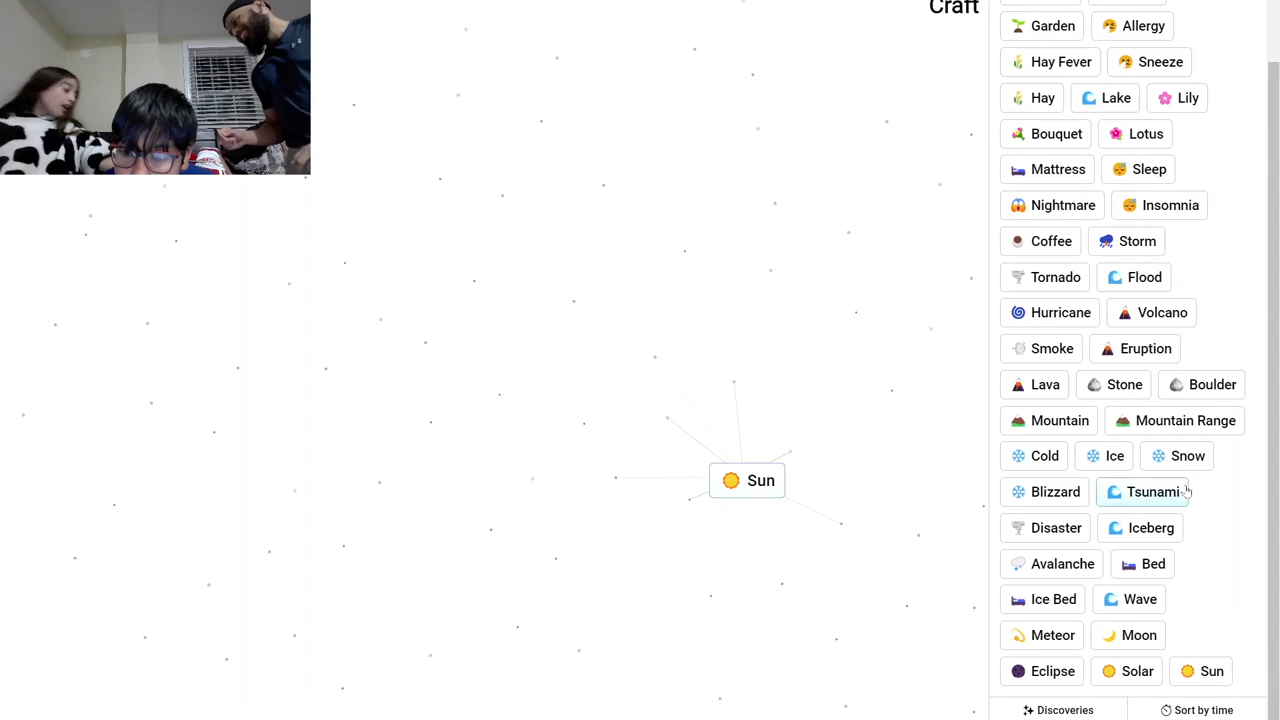 Craft
Garden Allergy
Hay Faver Sneeze
Hay Lake Lily
Bouquet Lotus
Mattress Sleep
Nightmare Insomnia
Coffee Storm
Tornado Flood
Hurricane Volcano
Smoke Eruption
Lava Stone Boulder
Mountain Mountain Range
Cold Ice Snow
Sun
Blizzard Tsunami
Disaster Iceberg
Avalanche Bed
Ice Bed Wave
Meteor Moon
Eclipse Solar Sun
Discoveries Sort by time